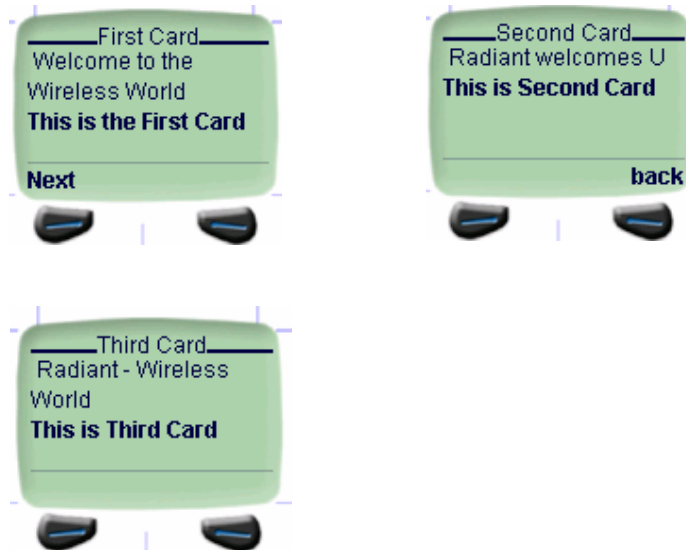 First Card
Welcome to the
Wireless World
This is the First Card
Next
Second Card
Radiant welcomes U
This is Second Card
back
Third Card
Radiant - Wireless
World
This is Third Card